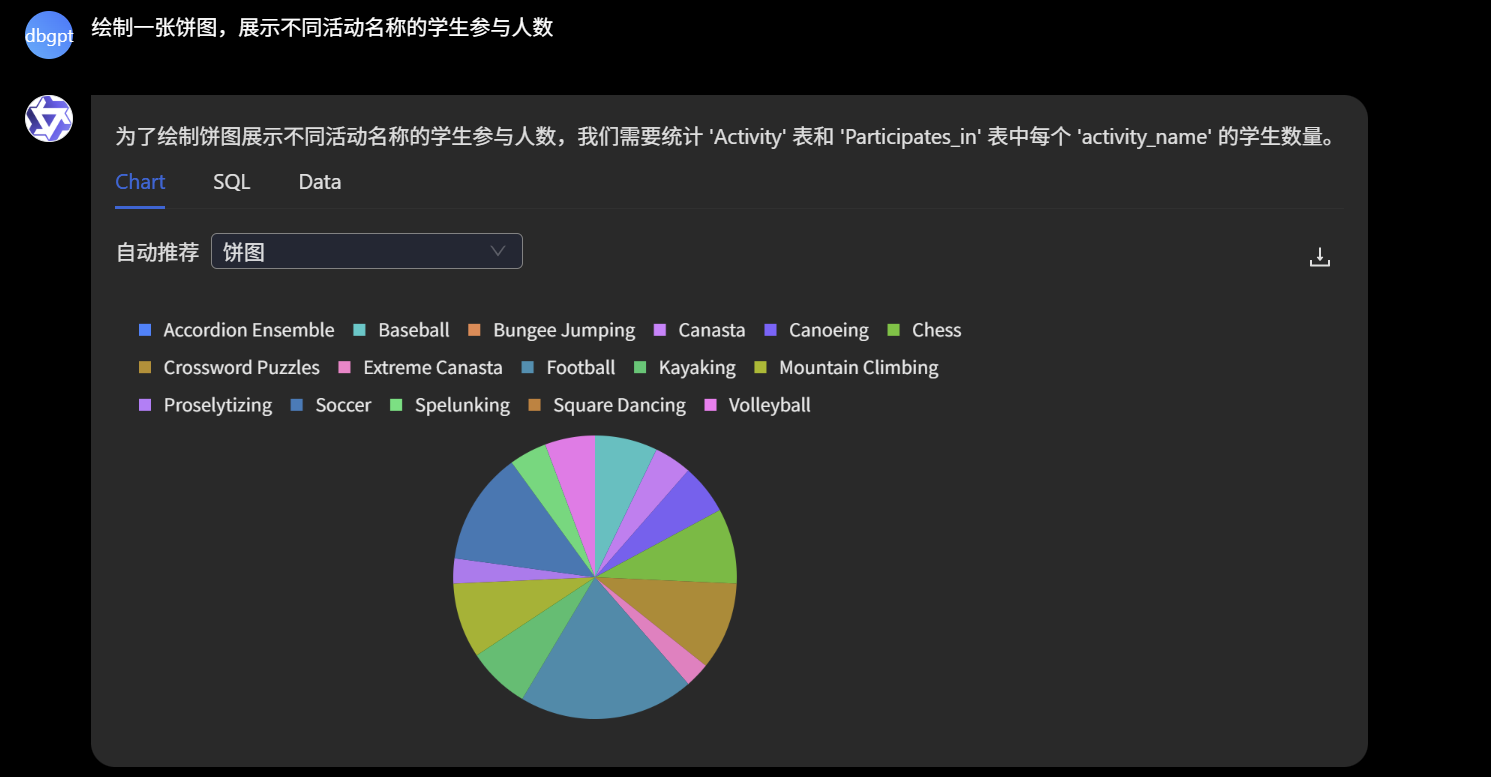 dbgpt
绘制一张饼图，展示不同活动名称的学生参与人数
为了绘制饼图展示不同活动名称的学生参与人数，我们需要统计 'Activity' 表和 'Participates_in' 表中每个 'activity_name' 的学生数量。
Chart SQL Data
自动推荐 饼图
Accordion Ensemble Baseball Bungee Jumping Canasta Canoeing Chess
Crossword Puzzles Extreme Canasta Football Kayaking Mountain Climbing
Proselytizing Soccer Spelunking Square Dancing Volleyball